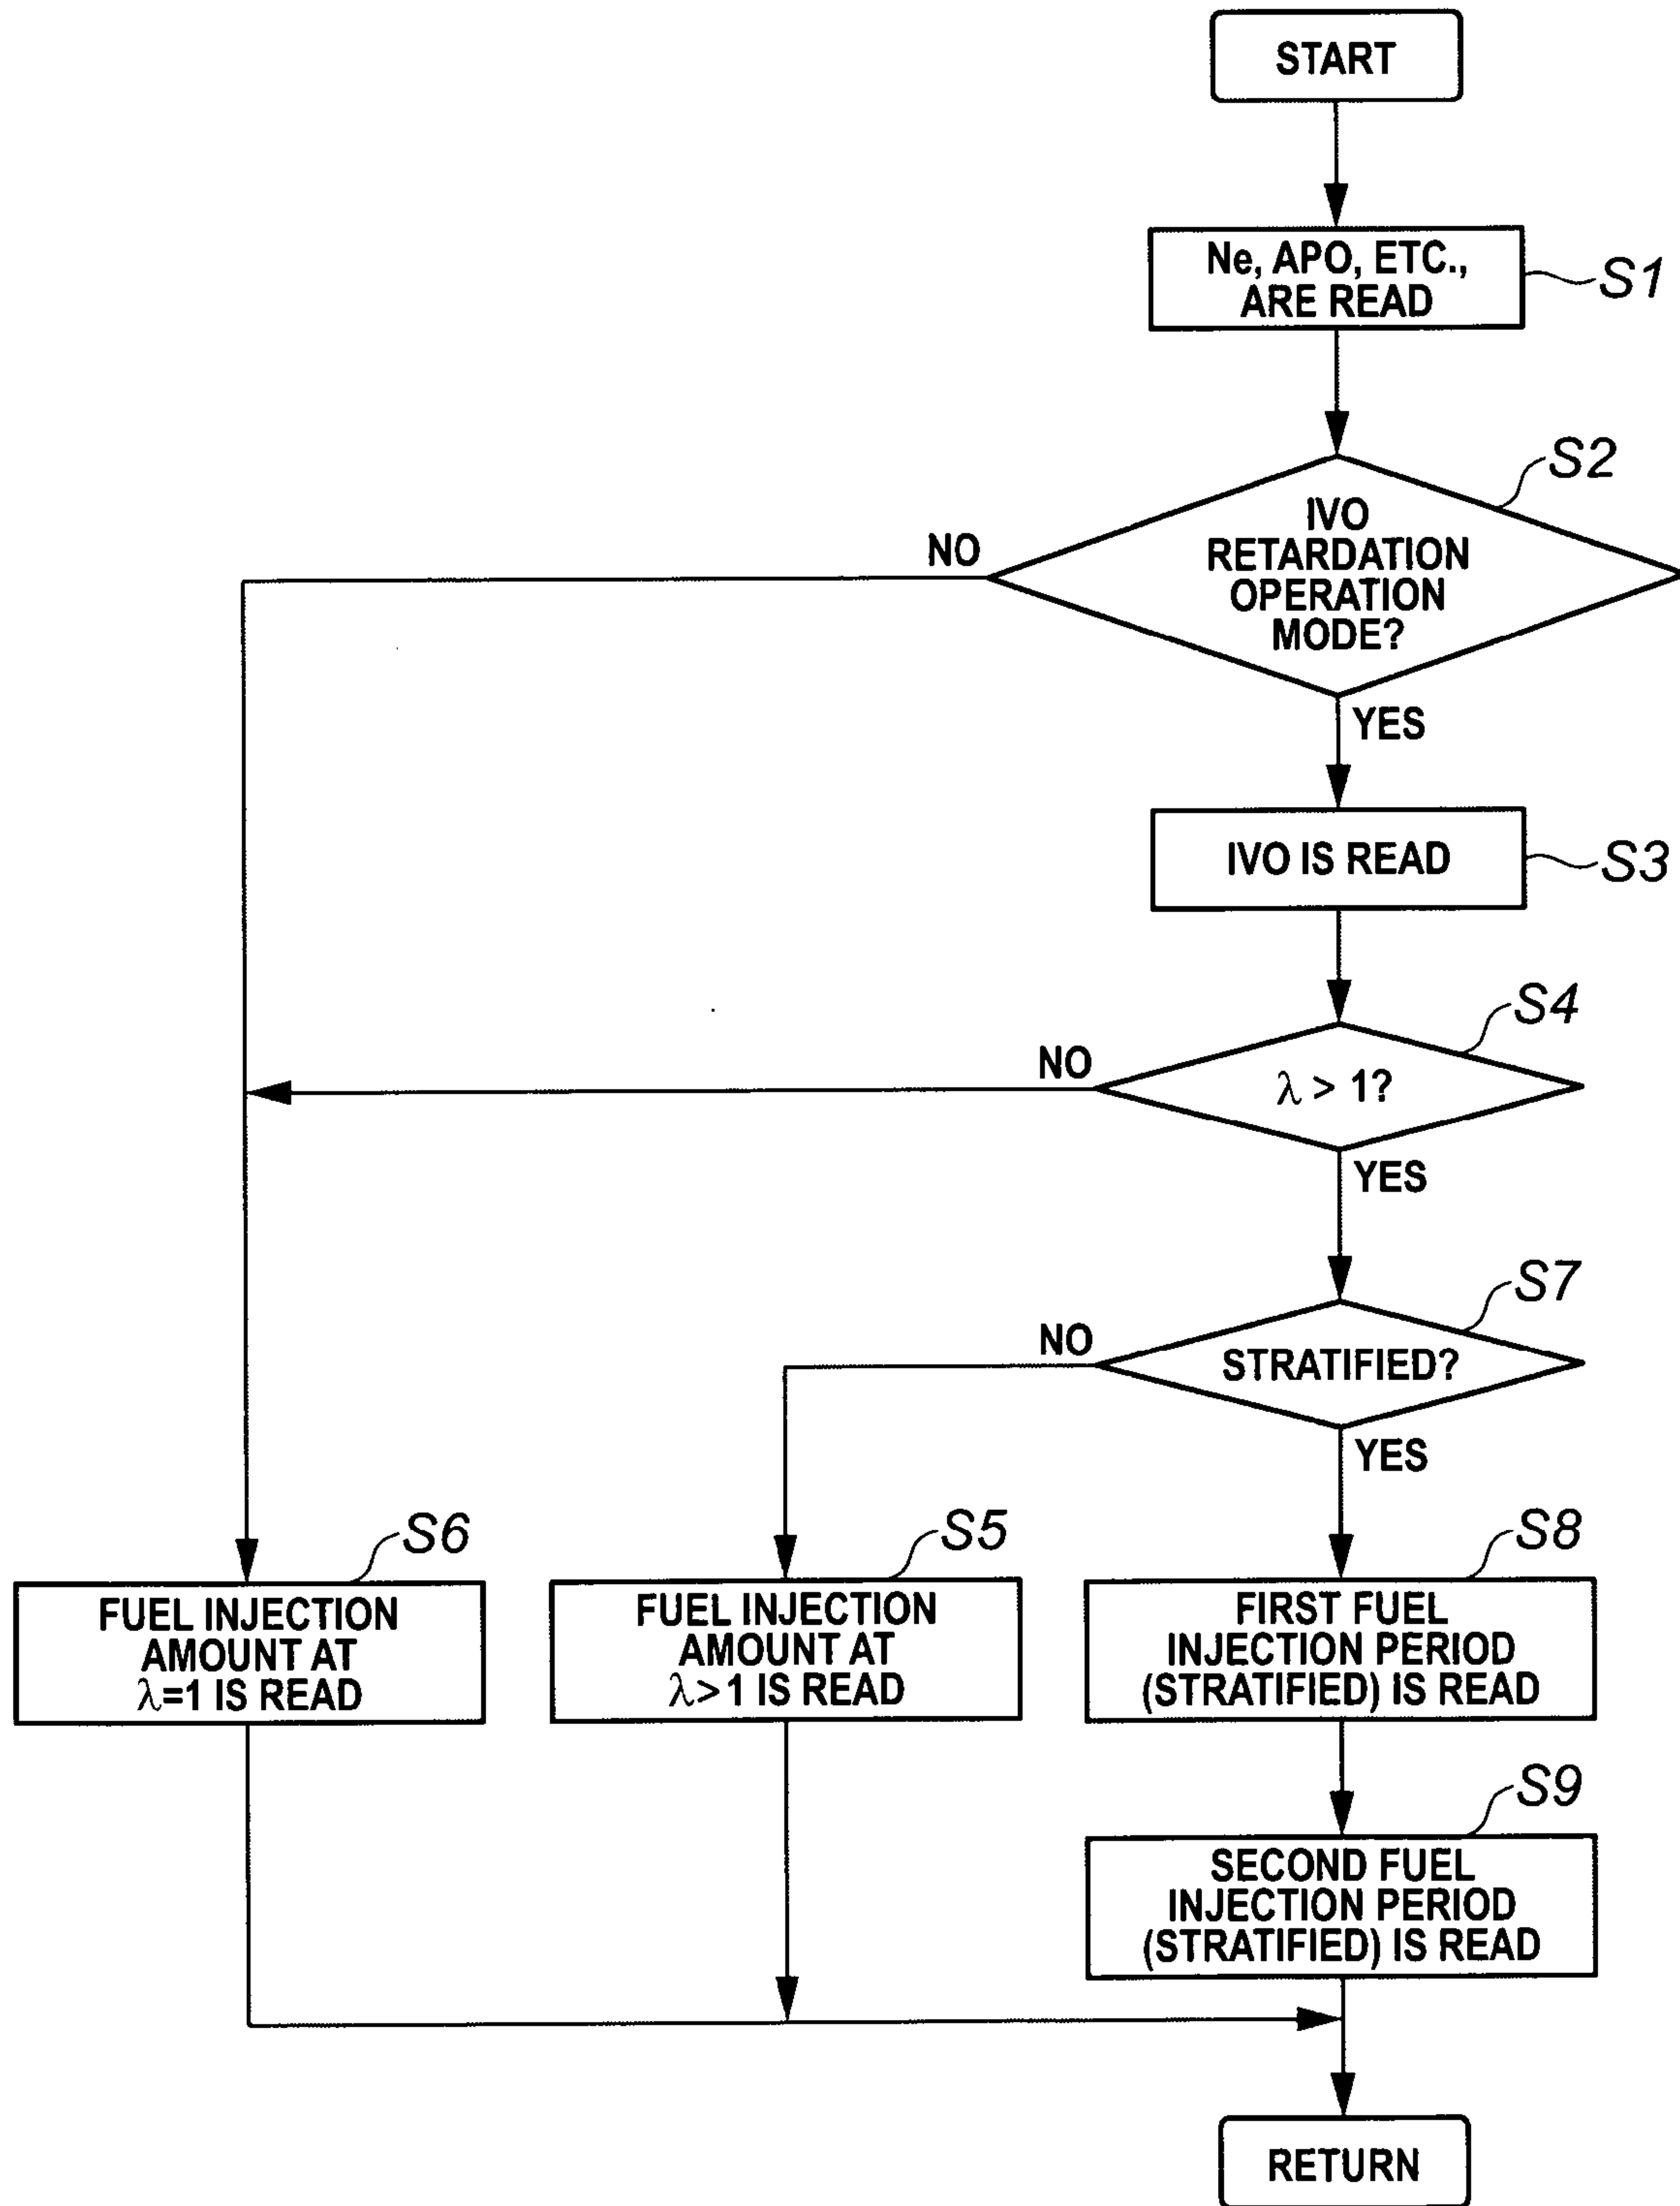 START
Ne, APO, ETC.,
ARE READ
S1
S2
IVO
RETARDATION
OPERATION
MODE?
NO
YES
IVO IS READ
S3
S4
NO
λ > 1?
YES
S7
NO
STRATIFIED?
YES
S6
FUEL INJECTION
AMOUNT AT
λ=1 IS READ
S5
FUEL INJECTION
AMOUNT AT
λ> 1 IS READ
S8
FIRST FUEL
INJECTION PERIOD
(STRATIFIED) IS READ
S9
SECOND FUEL
INJECTION PERIOD
(STRATIFIED) IS READ
RETURN